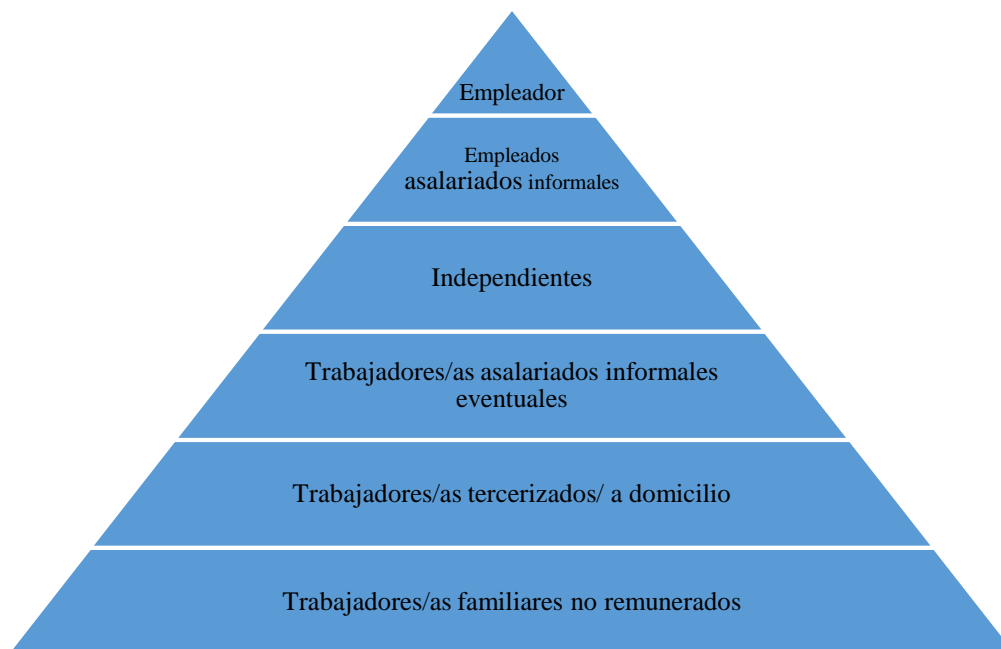 Empleador
Empleados
asalariados informales
Independientes
Trabajadores/as asalariados informales
eventuales
Trabajadores/as tercerizados/ a domicilio
Trabajadores/as familiares no remunerados